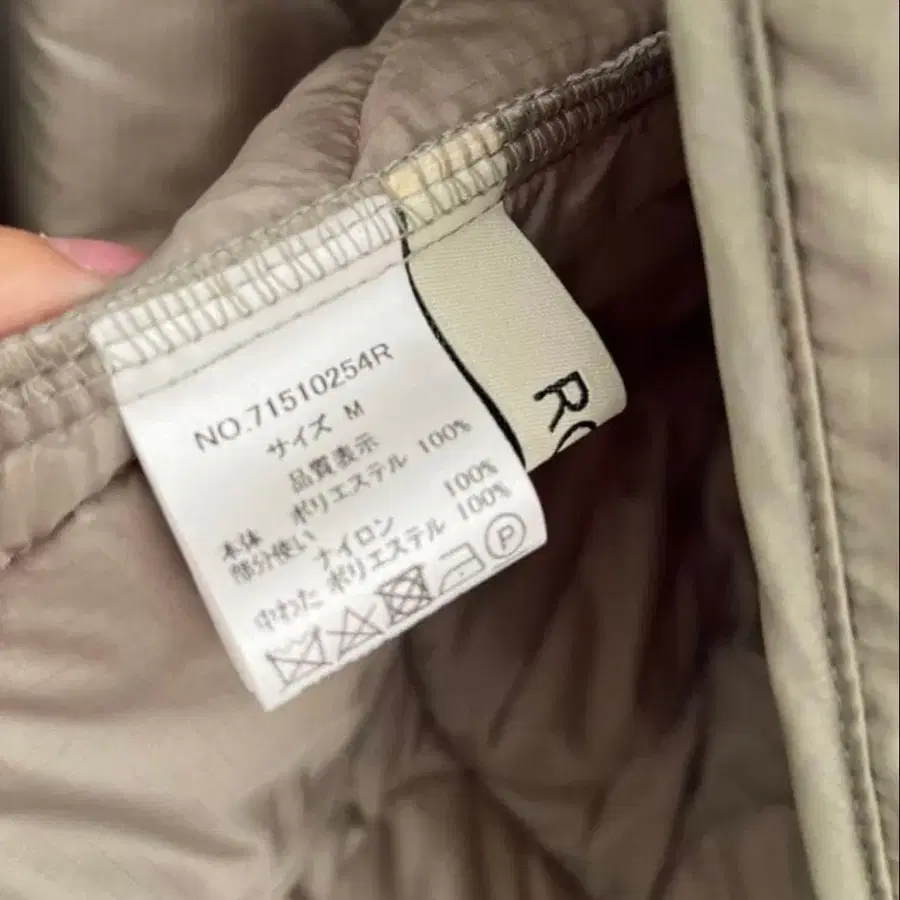 NO.71510254R
サイズ M
品質表示
本体 ポリエステル 100%
部分使い ナイロン 100%
中わた ポリエステル 100%
P
RO